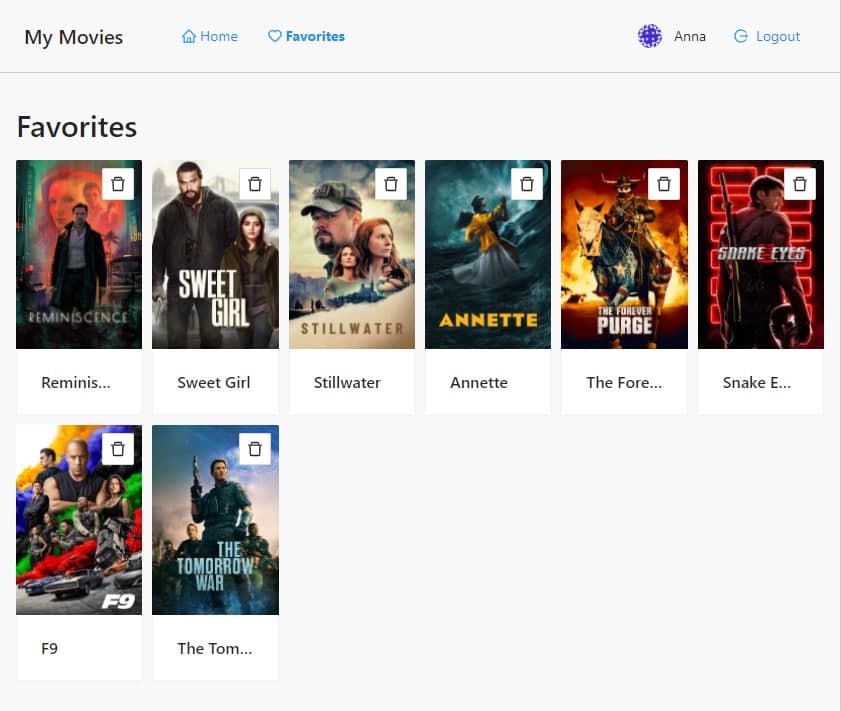 My Movies
Home
Favorites
Anna
Logout
Favorites
REMINISCENCE
SWEET
GIRL
STILLWATER
ANNETTE
THE FOREVER
PURGE
SNAKE EYES
Reminis...
Sweet Girl
Stillwater
Annette
The Fore...
Snake E...
F9
THE
TOMORROW
WAR
F9
The Tom...